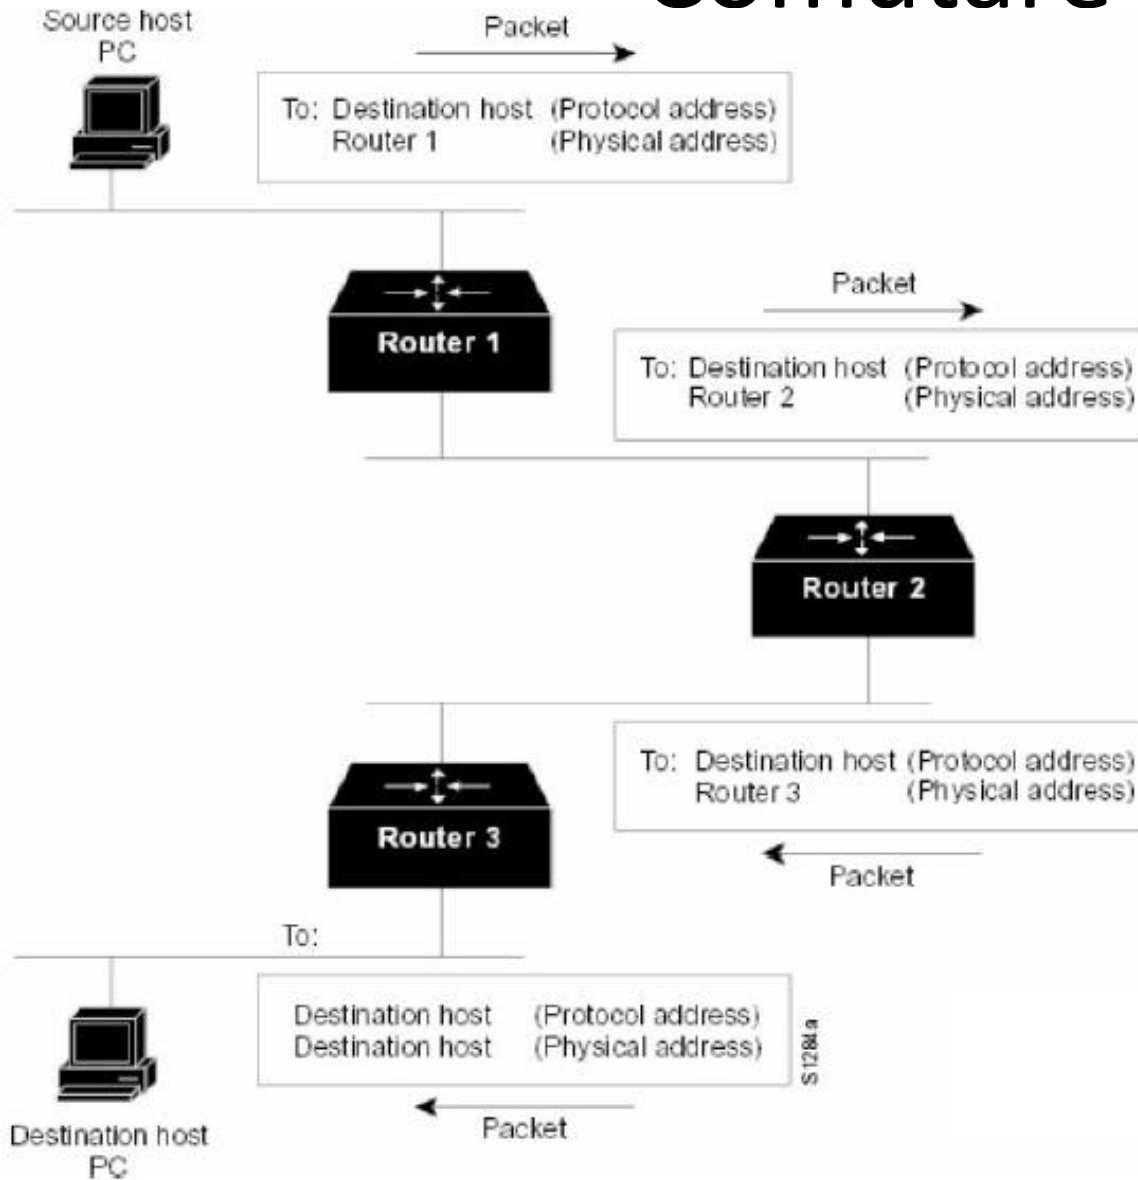 Comutare
Source host
PC
Packet
To: Destination host (Protocol address)
Router 1 (Physical address)
Router 1
Packet
To: Destination host (Protocol address)
Router 2 (Physical address)
Router 2
To: Destination host (Protocol address)
Router 3 (Physical address)
Packet
Router 3
To:
Destination host (Protocol address)
Destination host (Physical address)
S1284a
Packet
Destination host
PC